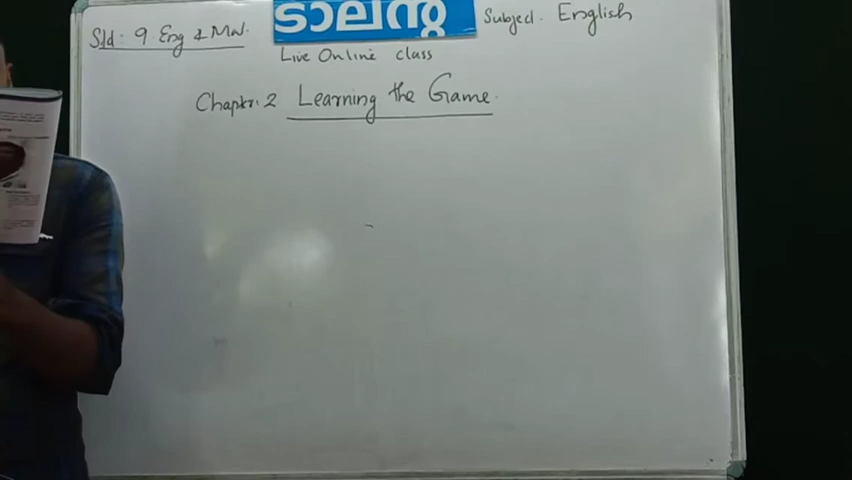 Std: 9 Eng & Mal.
Subject. English
Live Online class
Chapter: 2 Learning the Game.